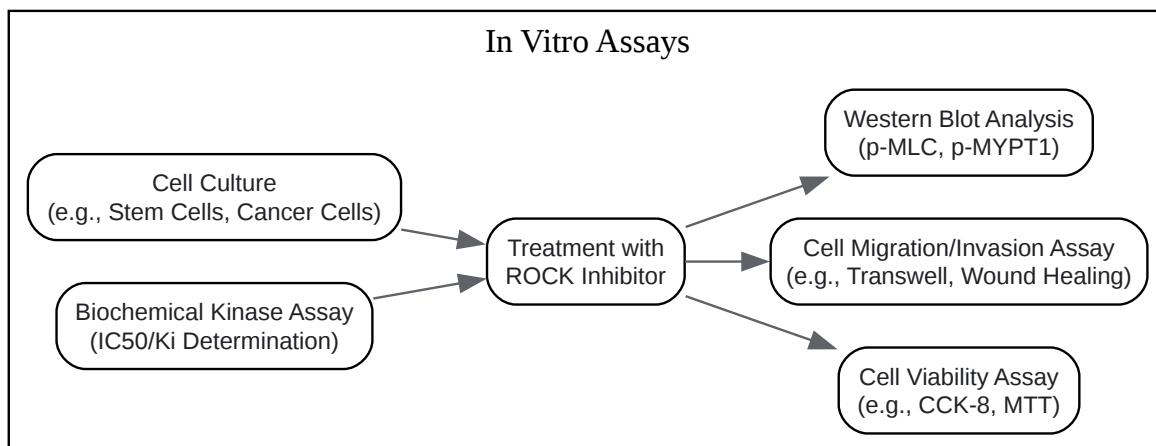 In Vitro Assays
Cell Culture
(e.g., Stem Cells, Cancer Cells)
Biochemical Kinase Assay
(IC50/Ki Determination)
Treatment with
ROCK Inhibitor
Western Blot Analysis
(p-MLC, p-MYPT1)
Cell Migration/Invasion Assay
(e.g., Transwell, Wound Healing)
Cell Viability Assay
(e.g., CCK-8, MTT)